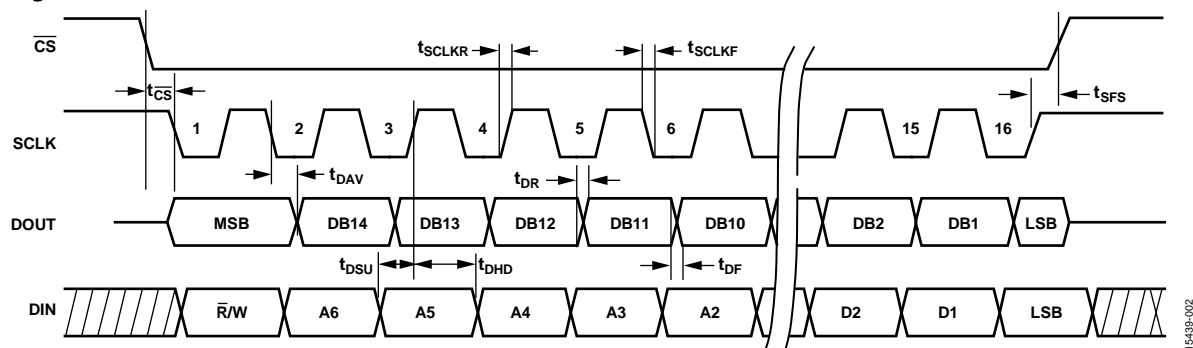 CS
tSCLKR
tSCLKF
tCS
tSFS
SCLK
1
2
3
4
5
6
15
16
tDAV
tDR
DOUT
MSB
DB14
DB13
DB12
DB11
DB10
DB2
DB1
LSB
tDSU
tDHD
tDF
DIN
R/W
A6
A5
A4
A3
A2
D2
D1
LSB
15439-002